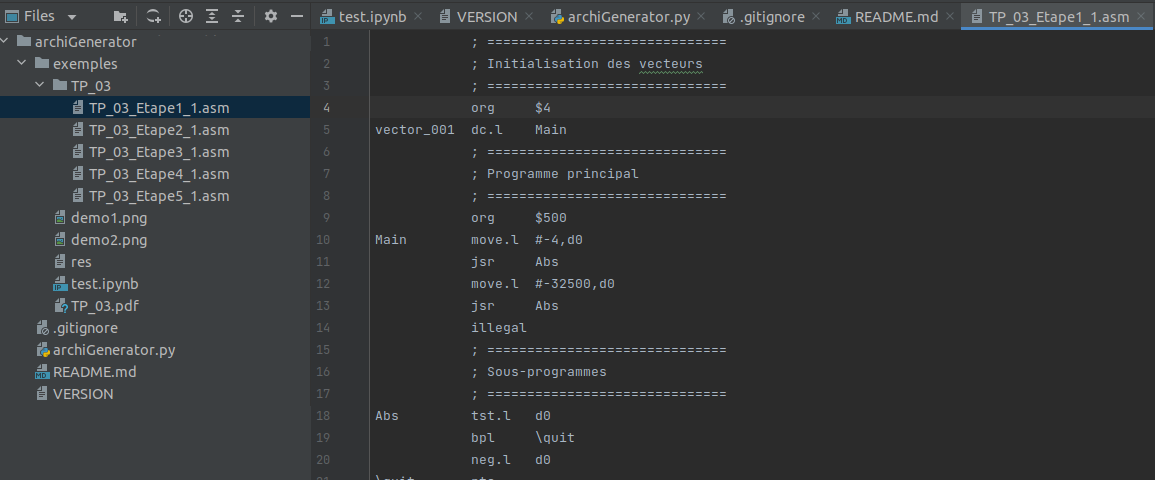 Files
archiGenerator
exemples
TP_03
TP_03_Etape1_1.asm
TP_03_Etape2_1.asm
TP_03_Etape3_1.asm
TP_03_Etape4_1.asm
TP_03_Etape5_1.asm
demo1.png
demo2.png
res
test.ipynb
TP_03.pdf
.gitignore
archiGenerator.py
README.md
VERSION
test.ipynb VERSION archiGenerator.py .gitignore README.md TP_03_Etape1_1.asm
1 ; ==============================
2 ; Initialisation des vecteurs
3 ; ==============================
4 org $4
5 vector_001 dc.l Main
6 ; ==============================
7 ; Programme principal
8 ; ==============================
9 org $500
10 Main move.l #-4,d0
11 jsr Abs
12 move.l #-32500,d0
13 jsr Abs
14 illegal
15 ; ==============================
16 ; Sous-programmes
17 ; ==============================
18 Abs tst.l d0
19 bpl \quit
20 neg.l d0